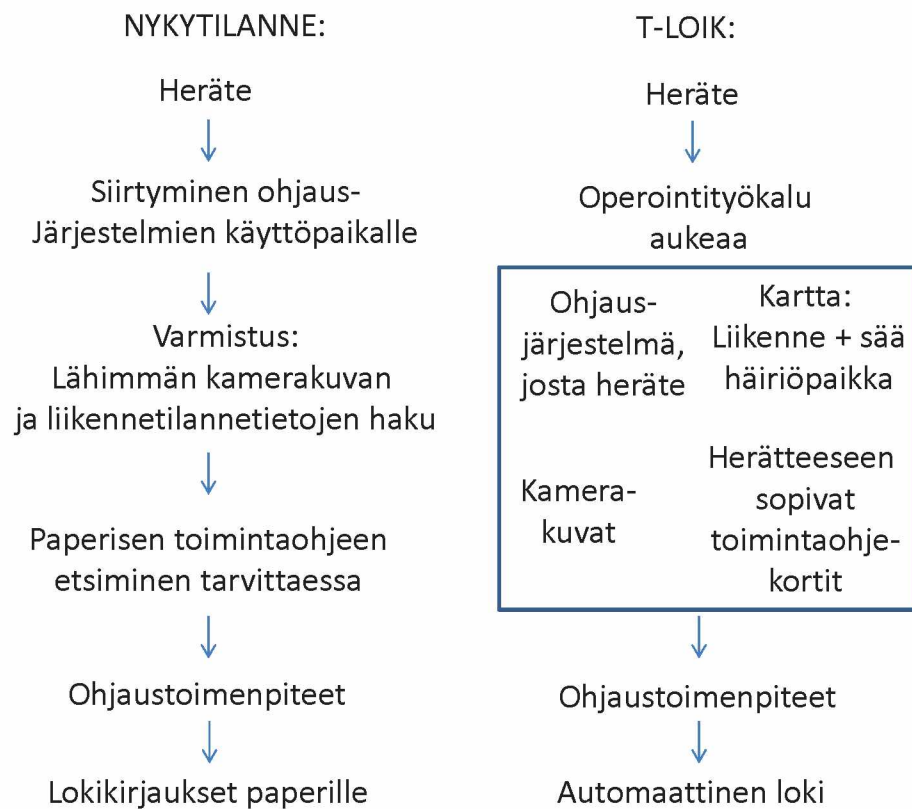 NYKYTILANNE:
Heräte
Siirtyminen ohjaus-
Järjestelmien käyttöpaikalle
Varmistus:
Lähimmän kamerakuvan
ja liikennetilannetietojen haku
Paperisen toimintaohjeen
etsiminen tarvittaessa
Ohjaustoimenpiteet
Lokikirjaukset paperille
T-LOIK:
Heräte
Operointityökalu
aukeaa
Ohjaus-
järjestelmä,
josta heräte
Kartta:
Liikenne + sää
häiriöpaikka
Kamera-
kuvat
Herätteeseen
sopivat
toimintaohje-
kortit
Ohjaustoimenpiteet
Automaattinen loki